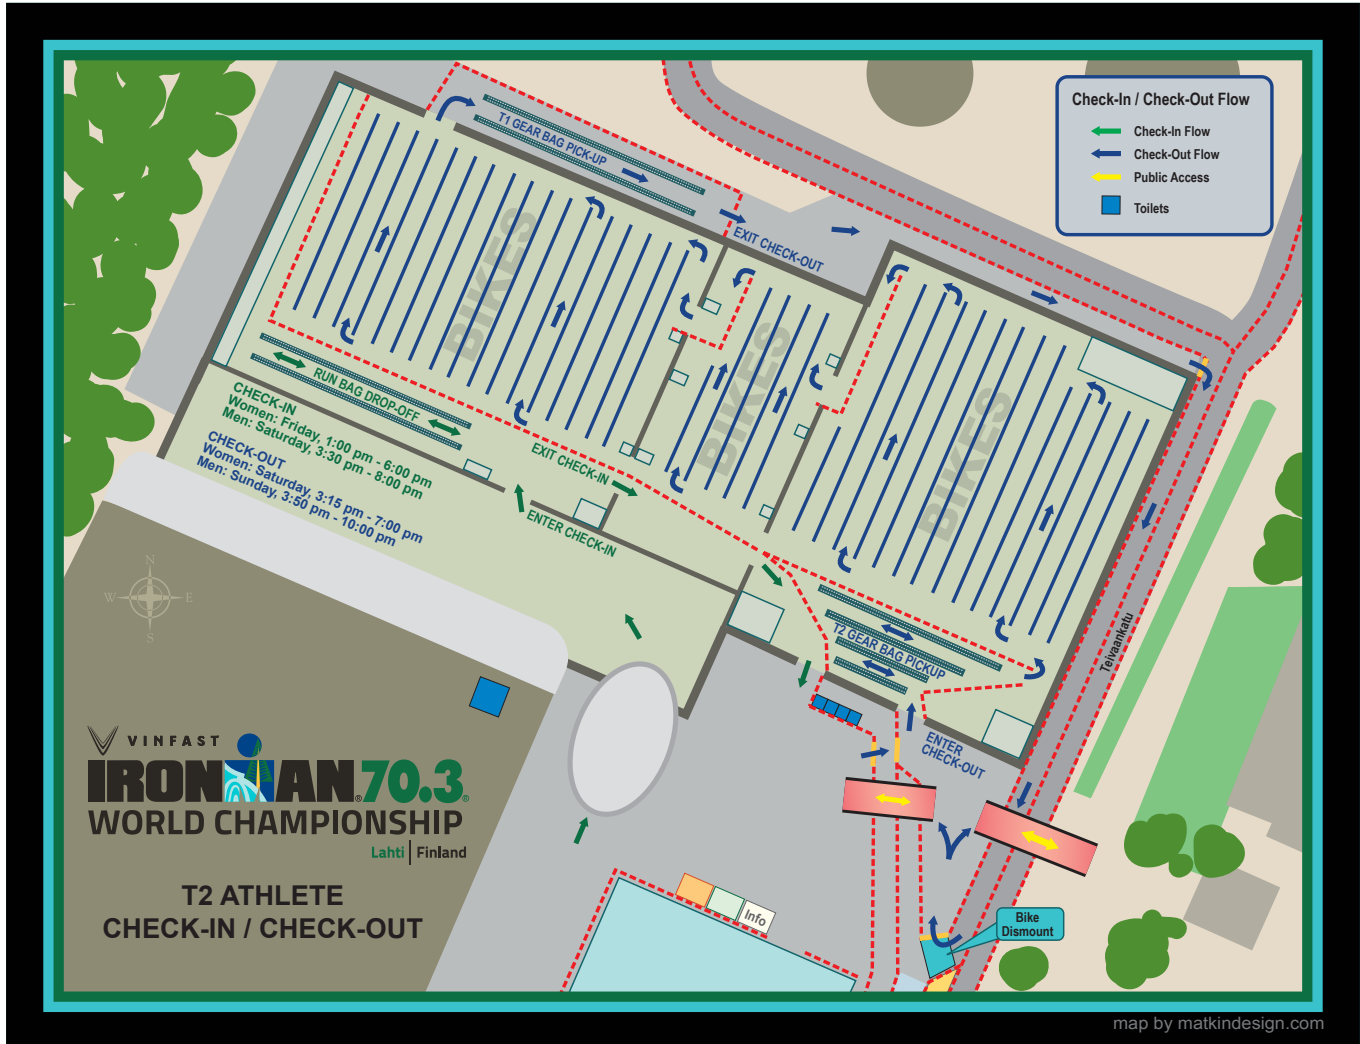 Check-In / Check-Out Flow
Check-In Flow
Check-Out Flow
Public Access
Toilets
T1 GEAR BAG PICK-UP
EXIT CHECK-OUT
BIKES
BIKES
BIKES
RUN BAG DROP-OFF
CHECK-IN
Women: Friday, 1:00 pm - 6:00 pm
Men: Saturday, 3:30 pm - 8:00 pm
CHECK-OUT
Women: Saturday, 3:15 pm - 7:00 pm
Men: Sunday, 3:50 pm - 10:00 pm
EXIT CHECK-IN
ENTER CHECK-IN
N
W
E
S
T2 GEAR BAG PICKUP
Teivaankatu
ENTER
CHECK-OUT
VINFAST
IRONMAN® 70.3®
WORLD CHAMPIONSHIP
Lahti | Finland
T2 ATHLETE
CHECK-IN / CHECK-OUT
Info
Bike
Dismount
map by matkindesign.com